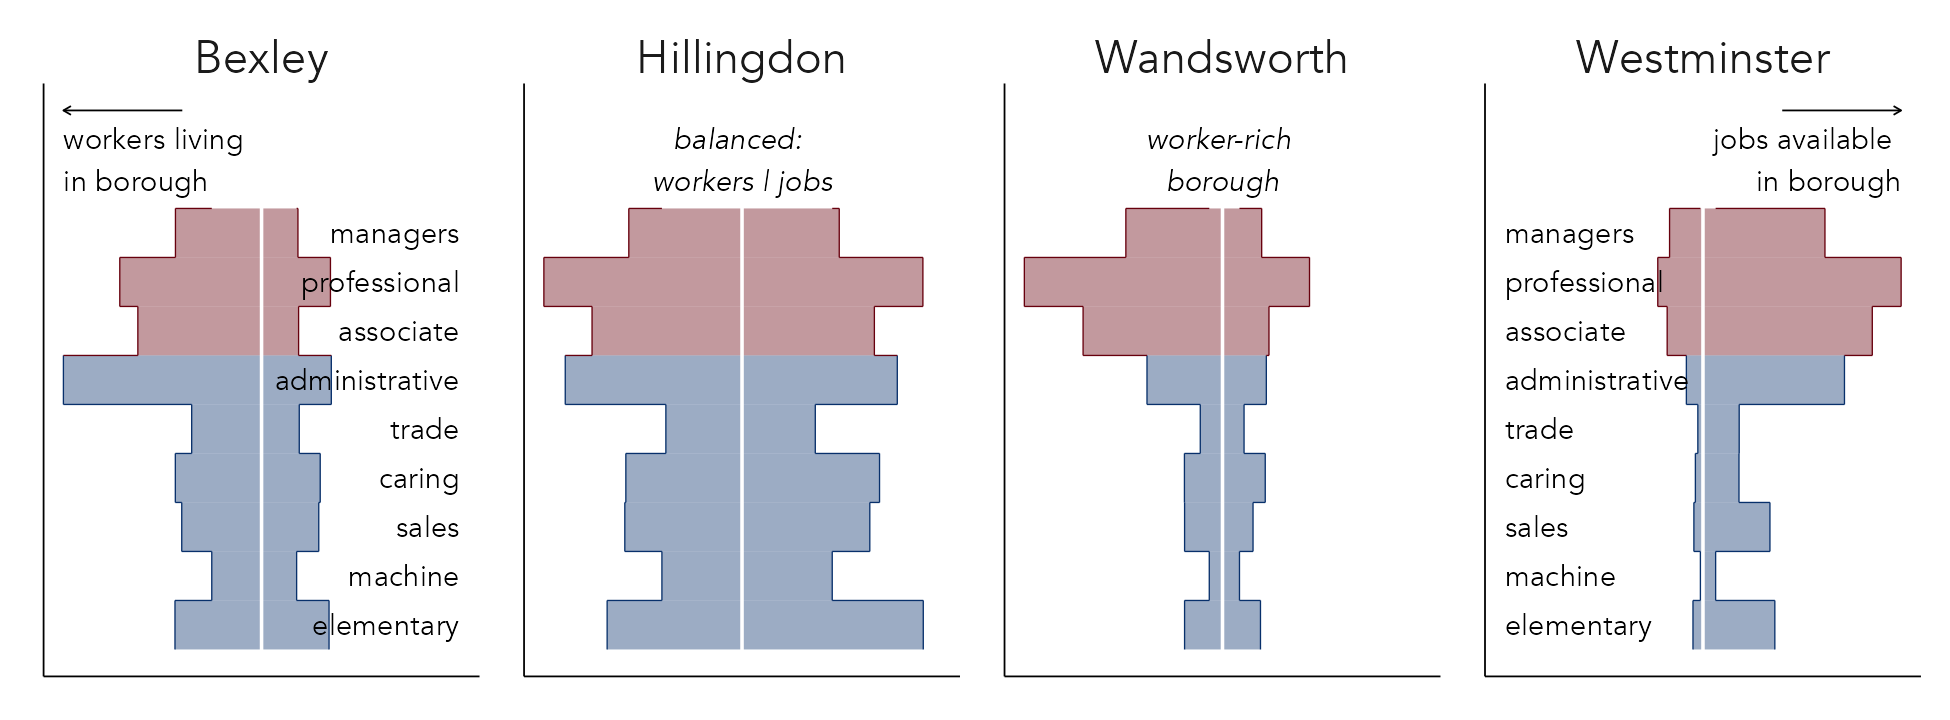 Bexley
workers living
in borough
managers
professional
associate
administrative
trade
caring
sales
machine
elementary
Hillingdon
balanced:
workers | jobs
Wandsworth
worker-rich
borough
Westminster
jobs available
in borough
managers
professional
associate
administrative
trade
caring
sales
machine
elementary